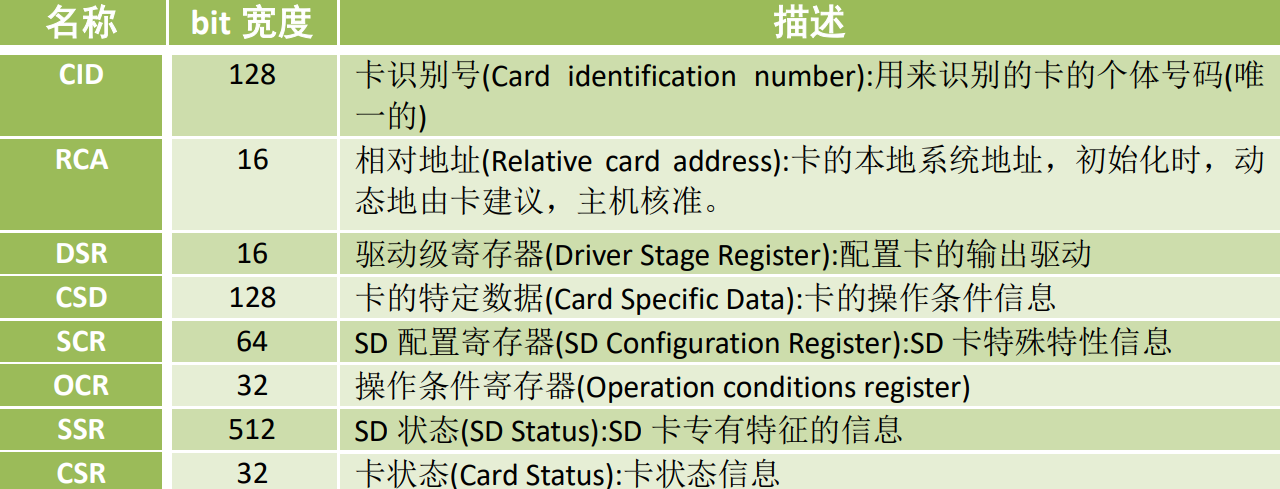 名称 bit 宽度 描述
CID 128 卡识别号(Card identification number):用来识别的卡的个体号码(唯
一的)
RCA 16 相对地址(Relative card address):卡的本地系统地址，初始化时，动
态地由卡建议，主机核准。
DSR 16 驱动级寄存器(Driver Stage Register):配置卡的输出驱动
CSD 128 卡的特定数据(Card Specific Data):卡的操作条件信息
SCR 64 SD 配置寄存器(SD Configuration Register):SD 卡特殊特性信息
OCR 32 操作条件寄存器(Operation conditions register)
SSR 512 SD 状态(SD Status):SD 卡专有特征的信息
CSR 32 卡状态(Card Status):卡状态信息